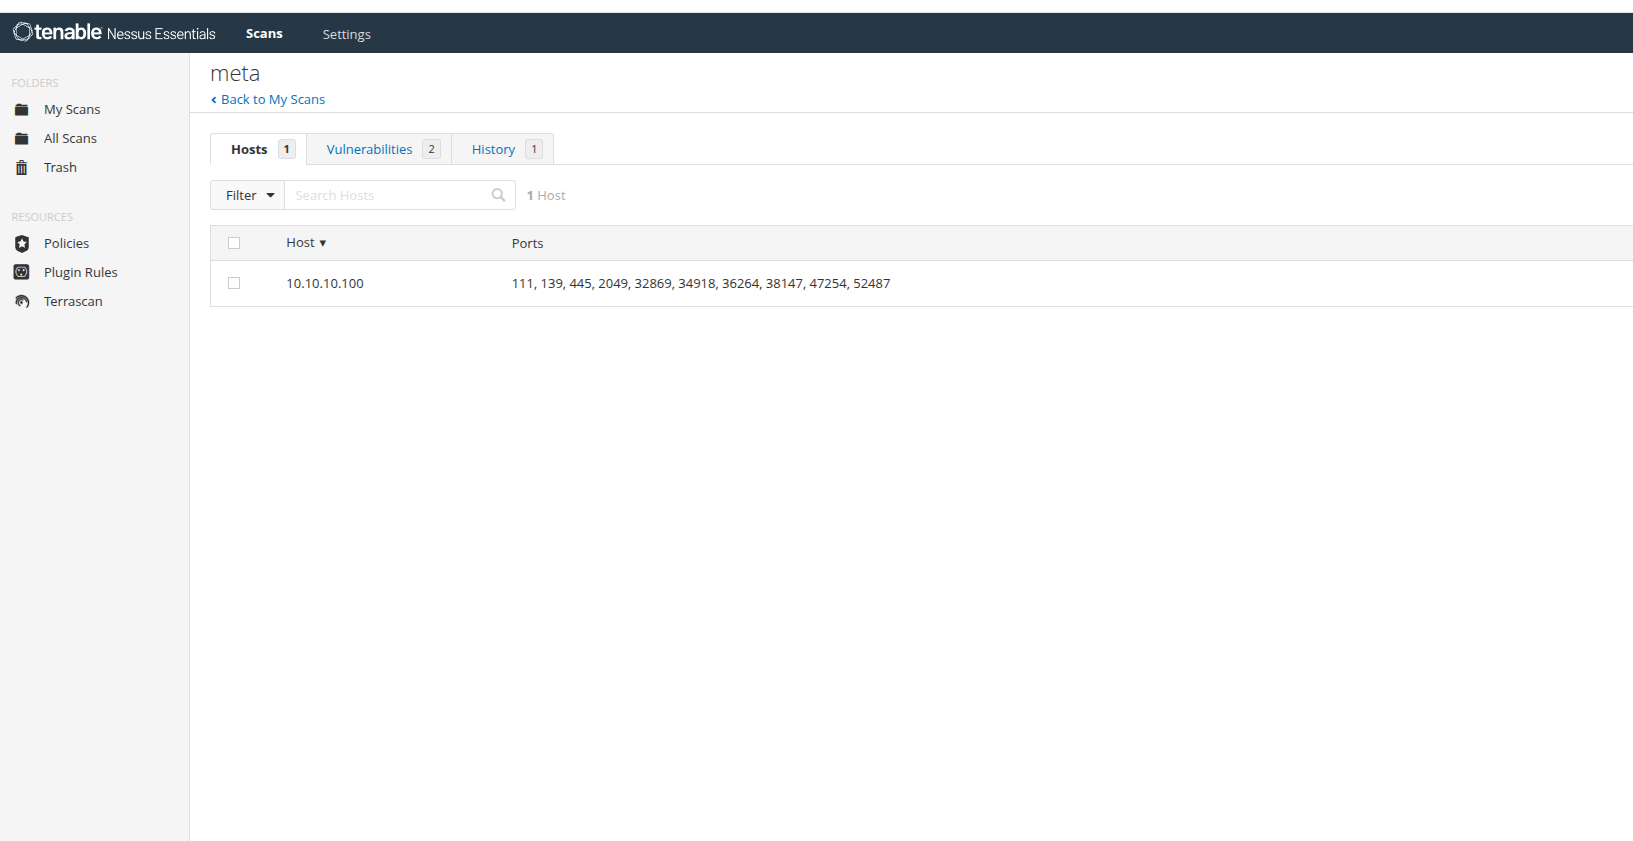 tenable Nessus Essentials Scans Settings
FOLDERS
My Scans
All Scans
Trash
RESOURCES
Policies
Plugin Rules
Terrascan
meta
Back to My Scans
Hosts 1 Vulnerabilities 2 History 1
Filter Search Hosts 1 Host
Host Ports
10.10.10.100 111, 139, 445, 2049, 32869, 34918, 36264, 38147, 47254, 52487